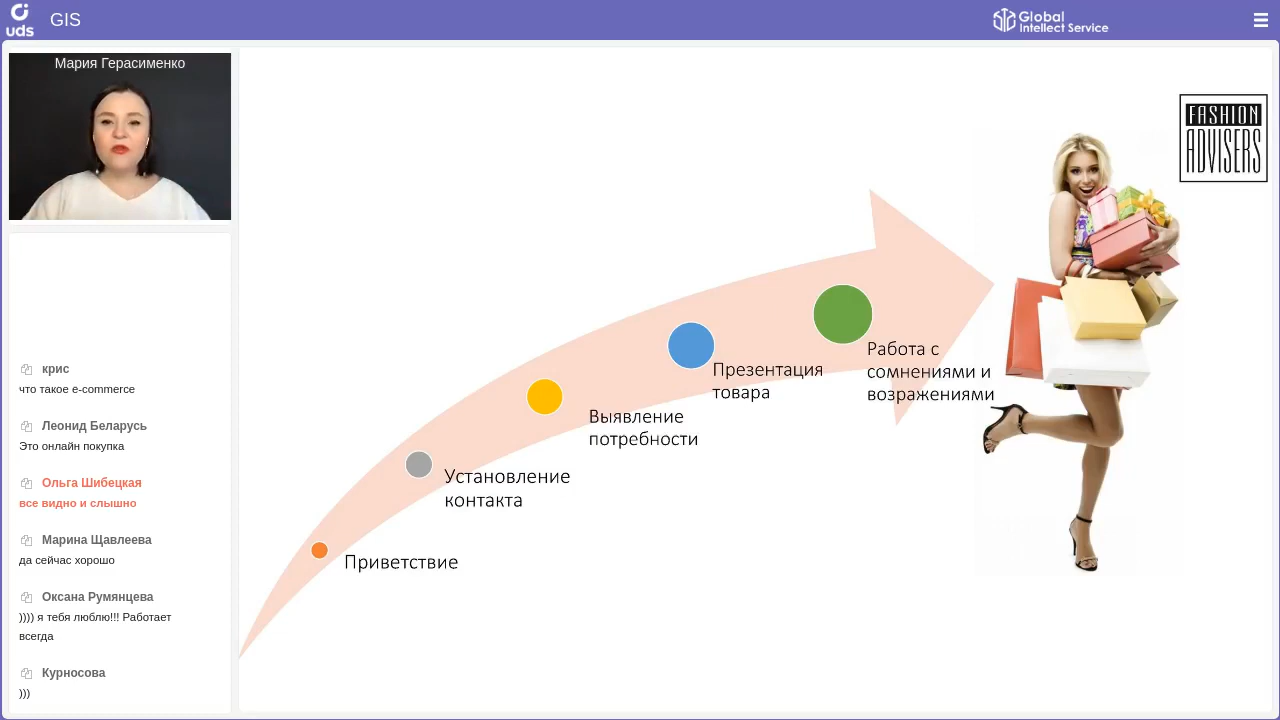 uds
GIS
Global
Intellect Service
Мария Герасименко
крис
что такое e-commerce
Леонид Беларусь
Это онлайн покупка
Ольга Шибецкая
все видно и слышно
Марина Щавлеева
да сейчас хорошо
Оксана Румянцева
)))) я тебя люблю!!! Работает
всегда
Курносова
)))
FASHION
ADVISERS
Работа с
сомнениями и
возражениями
Презентация
товара
Выявление
потребности
Установление
контакта
Приветствие